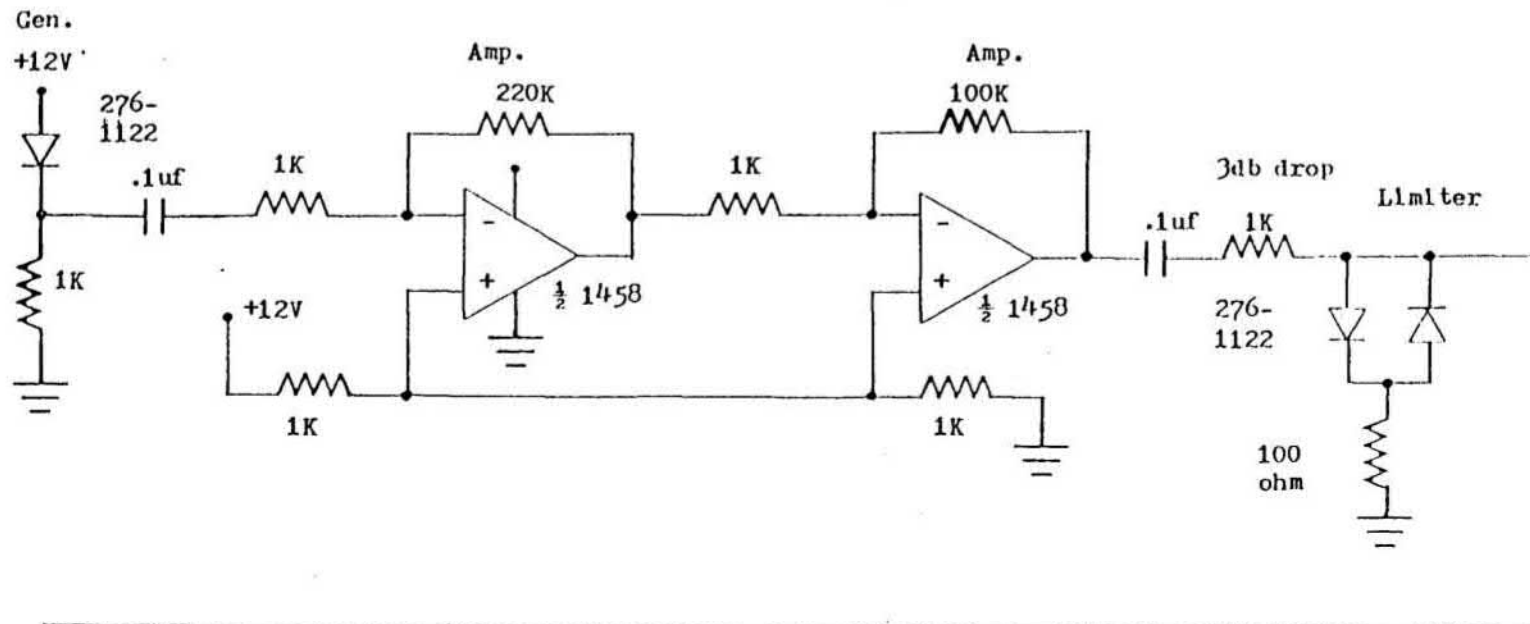 Gen.
+12V
276-
1122
.1uf
1K
1K
+12V
1K
Amp.
220K
-
+
½ 1458
1K
Amp.
100K
-
+
½ 1458
1K
.1uf
3db drop
1K
Limiter
276-
1122
100
ohm